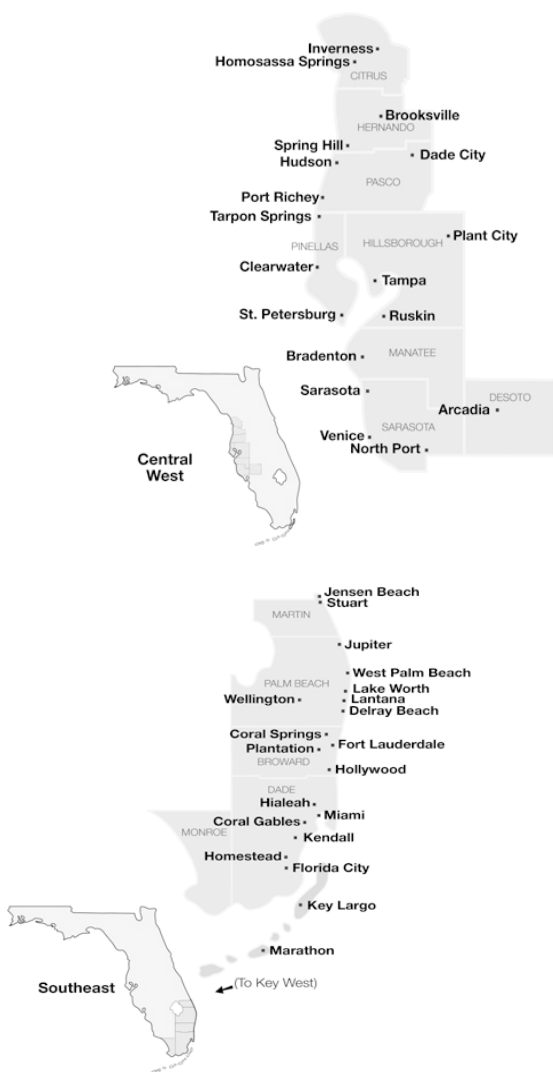 Inverness
Homosassa Springs
CITRUS
Brooksville
HERNANDO
Spring Hill
Dade City
Hudson
PASCO
Port Richey
Tarpon Springs
Plant City
HILLSBOROUGH
PINELLAS
Clearwater
Tampa
St. Petersburg
Ruskin
Bradenton
MANATEE
Sarasota
DESOTO
Arcadia
SARASOTA
Venice
North Port
Central
West
Jensen Beach
Stuart
MARTIN
Jupiter
West Palm Beach
PALM BEACH
Lake Worth
Wellington
Lantana
Delray Beach
Coral Springs
Fort Lauderdale
Plantation
BROWARD
Hollywood
DADE
Hialeah
Miami
Coral Gables
MONROE
Kendall
Homestead
Florida City
Key Largo
Marathon
(To Key West)
Southeast